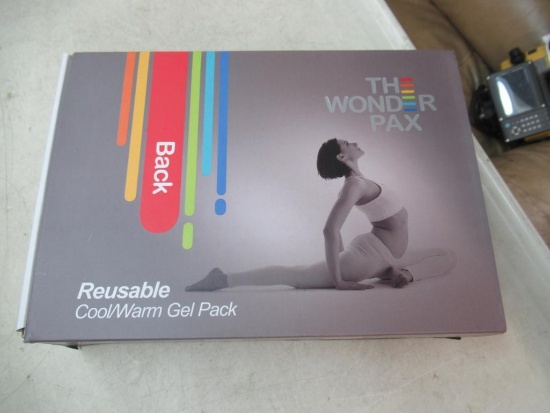 THE
WONDER
PAX
Back
Reusable
Cool/Warm Gel Pack